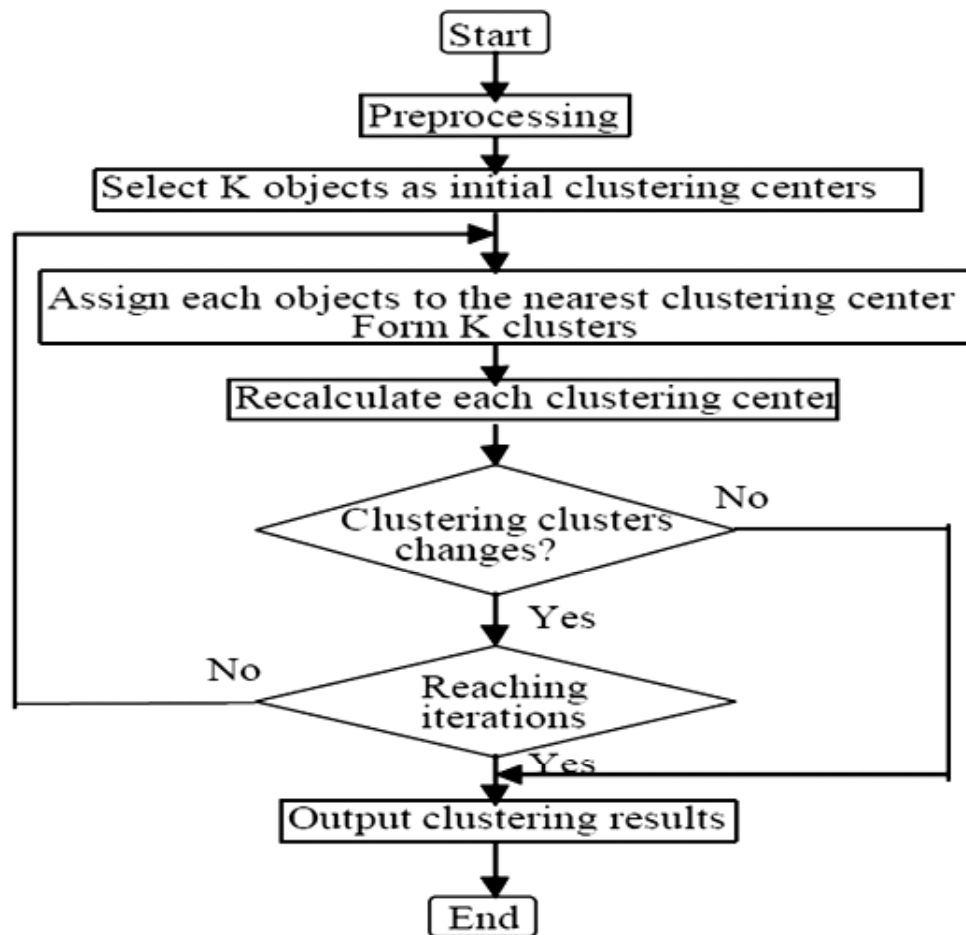 Start
Preprocessing
Select K objects as initial clustering centers
Assign each objects to the nearest clustering center
Form K clusters
Recalculate each clustering center
No
Clustering clusters
changes?
Yes
No
Reaching
iterations
Yes
Output clustering results
End